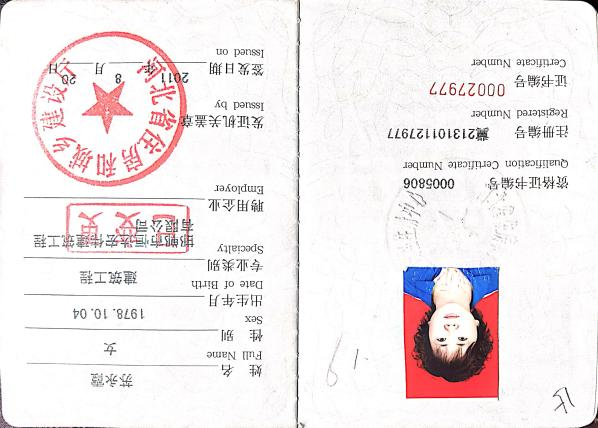 姓　名 苏永霞
Full Name
性　别 女
Sex
出生年月 1978.10.04
Date of Birth
专业类别 建筑工程
Specialty
聘用企业 邯郸市恒达宏伟建筑工程有限公司
Employer
已变更
发证机关盖章
Issued by
签发日期 2011 年 8 月 20 日
Issued on
河北省住房和城乡建设厅
资格证书编号 0005806
Qualification Certificate Number
注册编号 冀213101127977
Registered Number
证书编号 00027977
Certificate Number